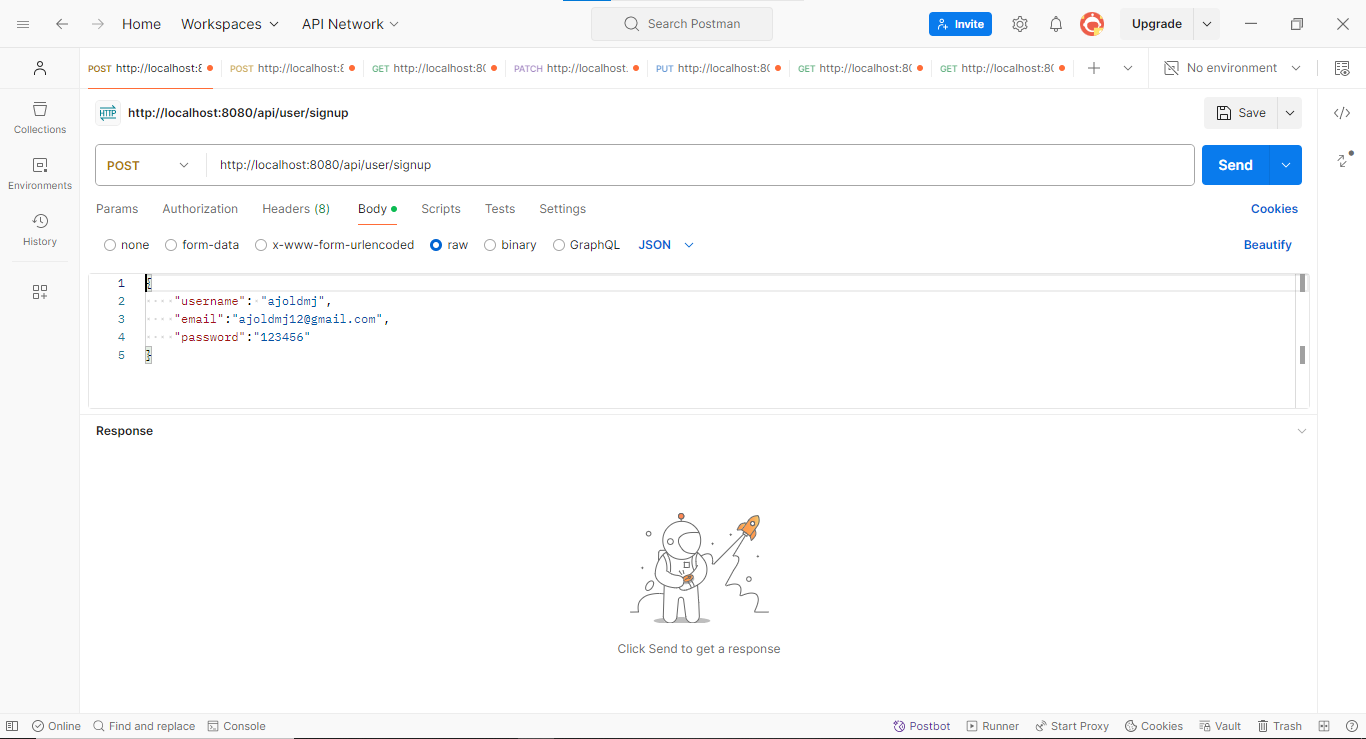 Home Workspaces API Network Search Postman Invite Upgrade
POST http://localhost:8 POST http://localhost:8 GET http://localhost:80 PATCH http://localhost. PUT http://localhost:80 GET http://localhost:80 GET http://localhost:80 No environment
HTTP http://localhost:8080/api/user/signup Save
Collections
Environments
History
POST http://localhost:8080/api/user/signup Send
Params Authorization Headers (8) Body Scripts Tests Settings Cookies
none form-data x-www-form-urlencoded raw binary GraphQL JSON Beautify
1 {
2 "username": "ajoldmj",
3 "email":"ajoldmj12@gmail.com",
4 "password":"123456"
5 }
Response
Click Send to get a response
Online Find and replace Console Postbot Runner Start Proxy Cookies Vault Trash